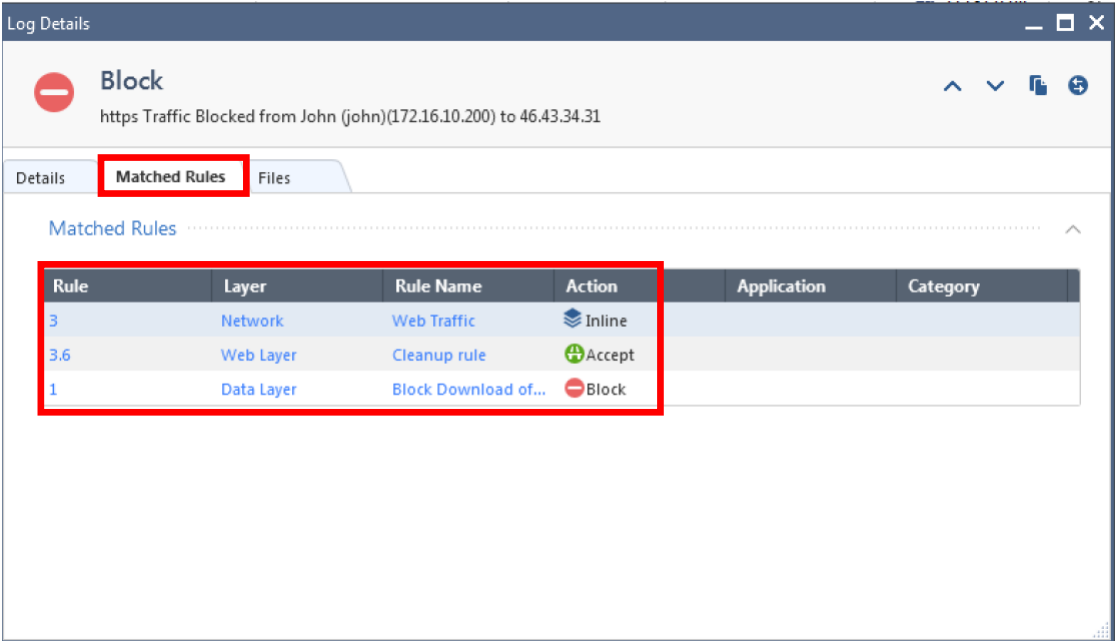 Log Details
Block
https Traffic Blocked from John (john)(172.16.10.200) to 46.43.34.31
Details Matched Rules Files
Matched Rules
Rule Layer Rule Name Action Application Category
3 Network Web Traffic Inline
3.6 Web Layer Cleanup rule Accept
1 Data Layer Block Download of... Block